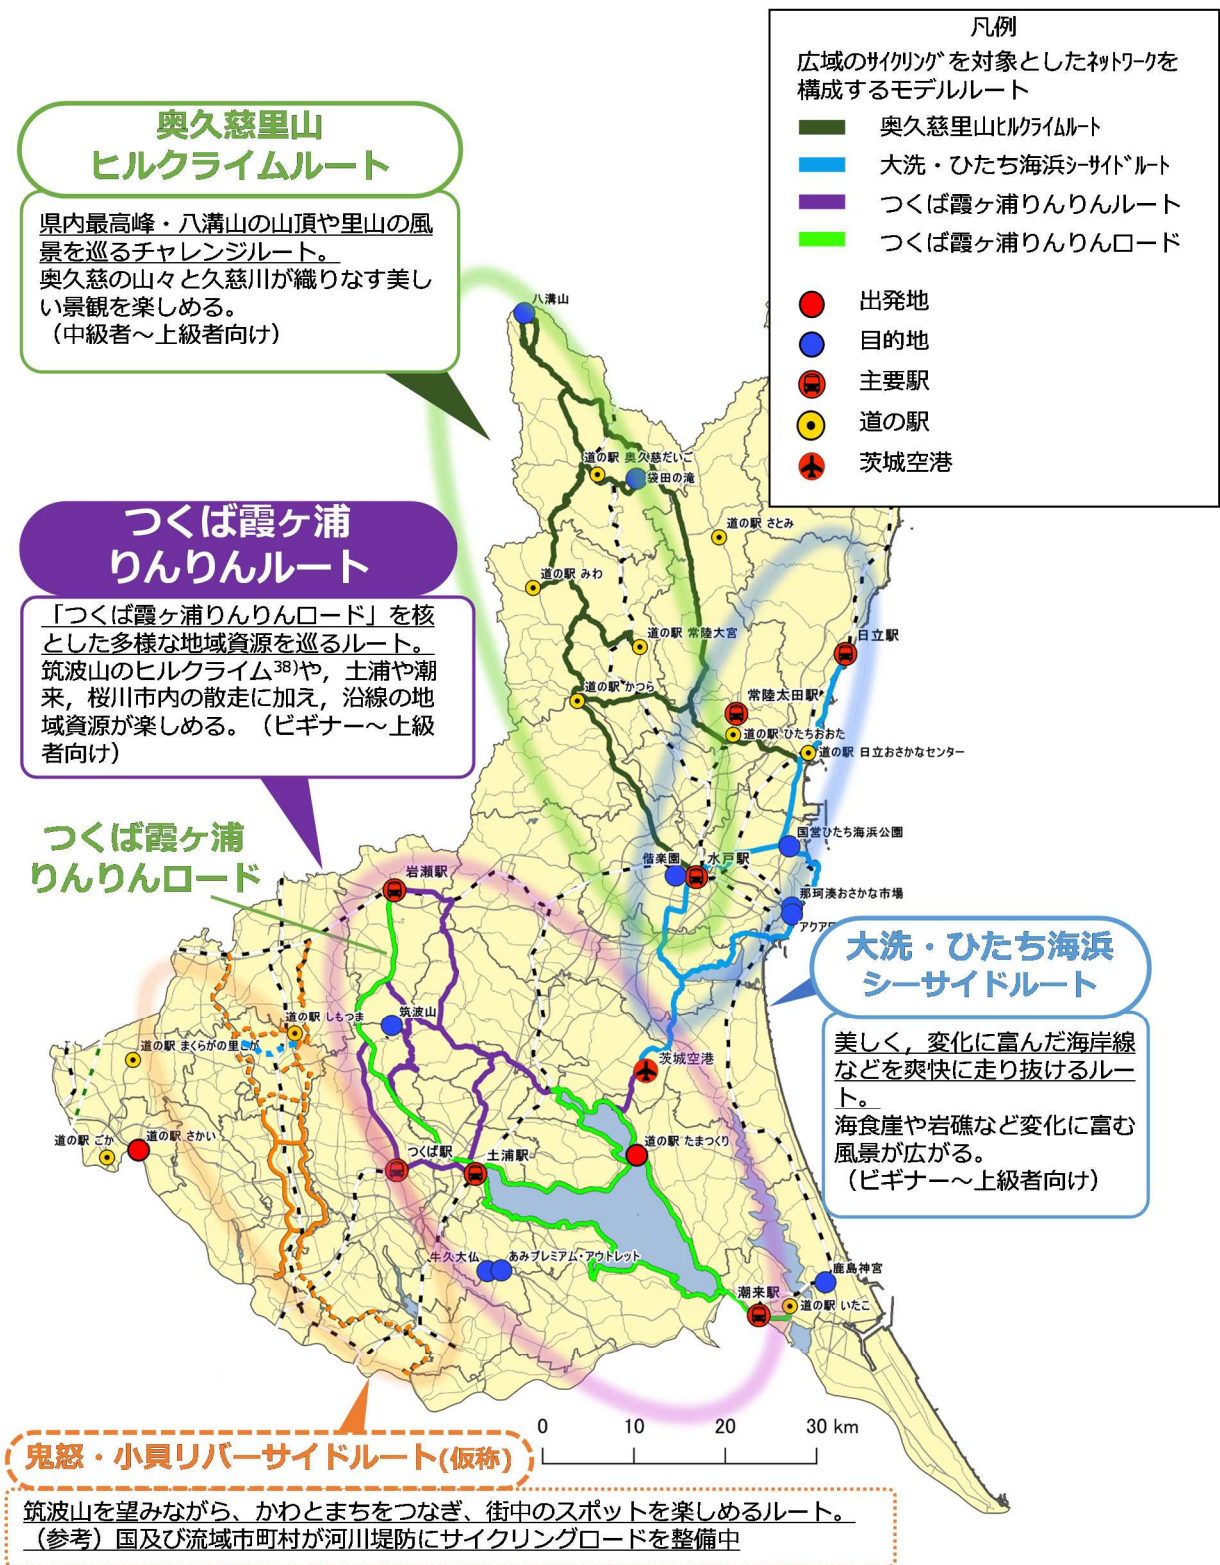 凡例
広域のサイクリングを対象としたネットワークを
構成するモデルルート
奥久慈里山ヒルクライムルート
大洗・ひたち海浜シーサイドルート
つくば霞ヶ浦りんりんルート
つくば霞ヶ浦りんりんロード
出発地
目的地
主要駅
道の駅
茨城空港
奥久慈里山
ヒルクライムルート
県内最高峰・八溝山の山頂や里山の風
景を巡るチャレンジルート。
奥久慈の山々と久慈川が織りなす美し
い景観を楽しめる。
（中級者～上級者向け）
八溝山
道の駅 奥久慈だいご
袋田の滝
道の駅 さとみ
道の駅 みわ
道の駅 常陸大宮
日立駅
道の駅 かつら
常陸太田駅
道の駅 ひたちおおた
道の駅 日立おさかなセンター
つくば霞ヶ浦
りんりんルート
「つくば霞ヶ浦りんりんロード」を核
とした多様な地域資源を巡るルート。
筑波山のヒルクライム38)や，土浦や潮
来，桜川市内の散走に加え，沿線の地
域資源が楽しめる。（ビギナー～上級
者向け）
つくば霞ヶ浦
りんりんロード
国営ひたち海浜公園
偕楽園
水戸駅
岩瀬駅
那珂湊おさかな市場
アクアワ
大洗・ひたち海浜
シーサイドルート
美しく，変化に富んだ海岸線
などを爽快に走り抜けるルー
ト。
海食崖や岩礁など変化に富む
風景が広がる。
（ビギナー～上級者向け）
筑波山
道の駅 しもつま
道の駅 まくらがの里こが
茨城空港
道の駅 ごか
道の駅 さかい
つくば駅
土浦駅
道の駅 たまつくり
牛久大仏
あみプレミアム・アウトレット
鹿島神宮
潮来駅
道の駅 いたこ
0 10 20 30 km
鬼怒・小貝リバーサイドルート(仮称)
筑波山を望みながら、かわとまちをつなぎ、街中のスポットを楽しめるルート。
（参考）国及び流域市町村が河川堤防にサイクリングロードを整備中